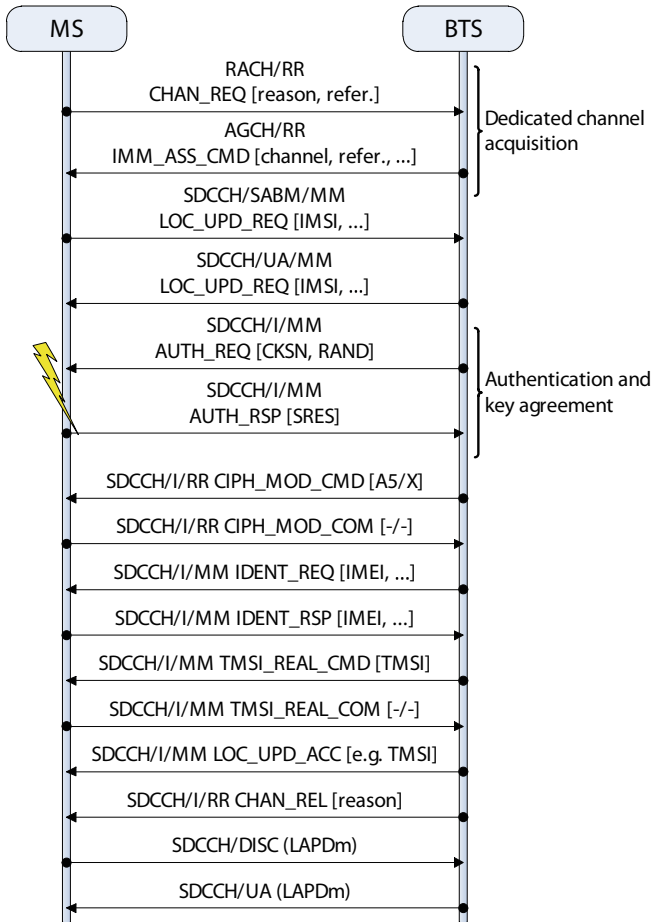 MS
BTS
RACH/RR
CHAN_REQ [reason, refer.]
Dedicated channel
acquisition
AGCH/RR
IMM_ASS_CMD [channel, refer., ...]
SDCCH/SABM/MM
LOC_UPD_REQ [IMSI, ...]
SDCCH/UA/MM
LOC_UPD_REQ [IMSI, ...]
SDCCH/I/MM
AUTH_REQ [CKSN, RAND]
Authentication and
key agreement
SDCCH/I/MM
AUTH_RSP [SRES]
SDCCH/I/RR CIPH_MOD_CMD [A5/X]
SDCCH/I/RR CIPH_MOD_COM [-/-]
SDCCH/I/MM IDENT_REQ [IMEI, ...]
SDCCH/I/MM IDENT_RSP [IMEI, ...]
SDCCH/I/MM TMSI_REAL_CMD [TMSI]
SDCCH/I/MM TMSI_REAL_COM [-/-]
SDCCH/I/MM LOC_UPD_ACC [e.g. TMSI]
SDCCH/I/RR CHAN_REL [reason]
SDCCH/DISC (LAPDm)
SDCCH/UA (LAPDm)